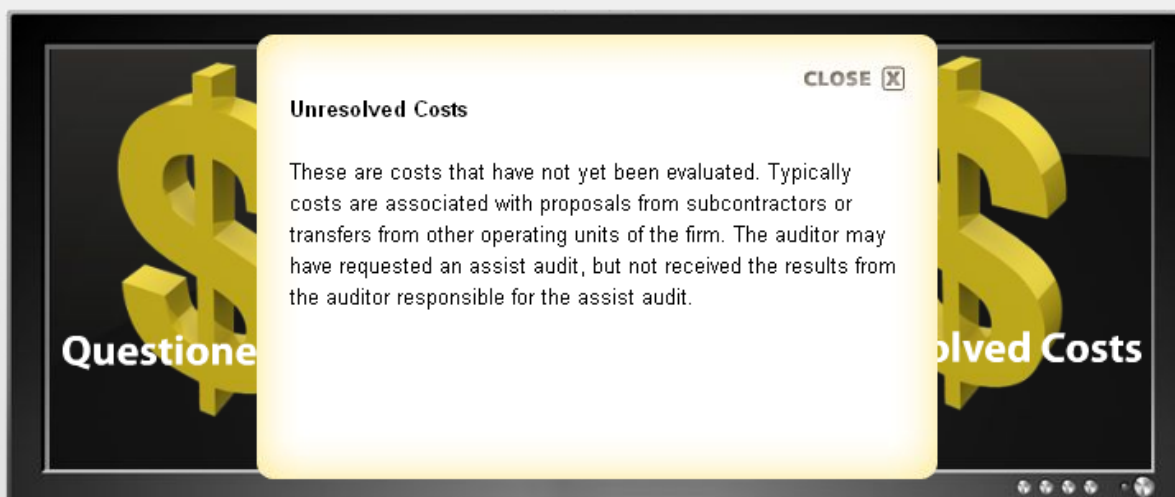 CLOSE X
Unresolved Costs
These are costs that have not yet been evaluated. Typically
costs are associated with proposals from subcontractors or
transfers from other operating units of the firm. The auditor may
have requested an assist audit, but not received the results from
the auditor responsible for the assist audit.
Questione
olved Costs